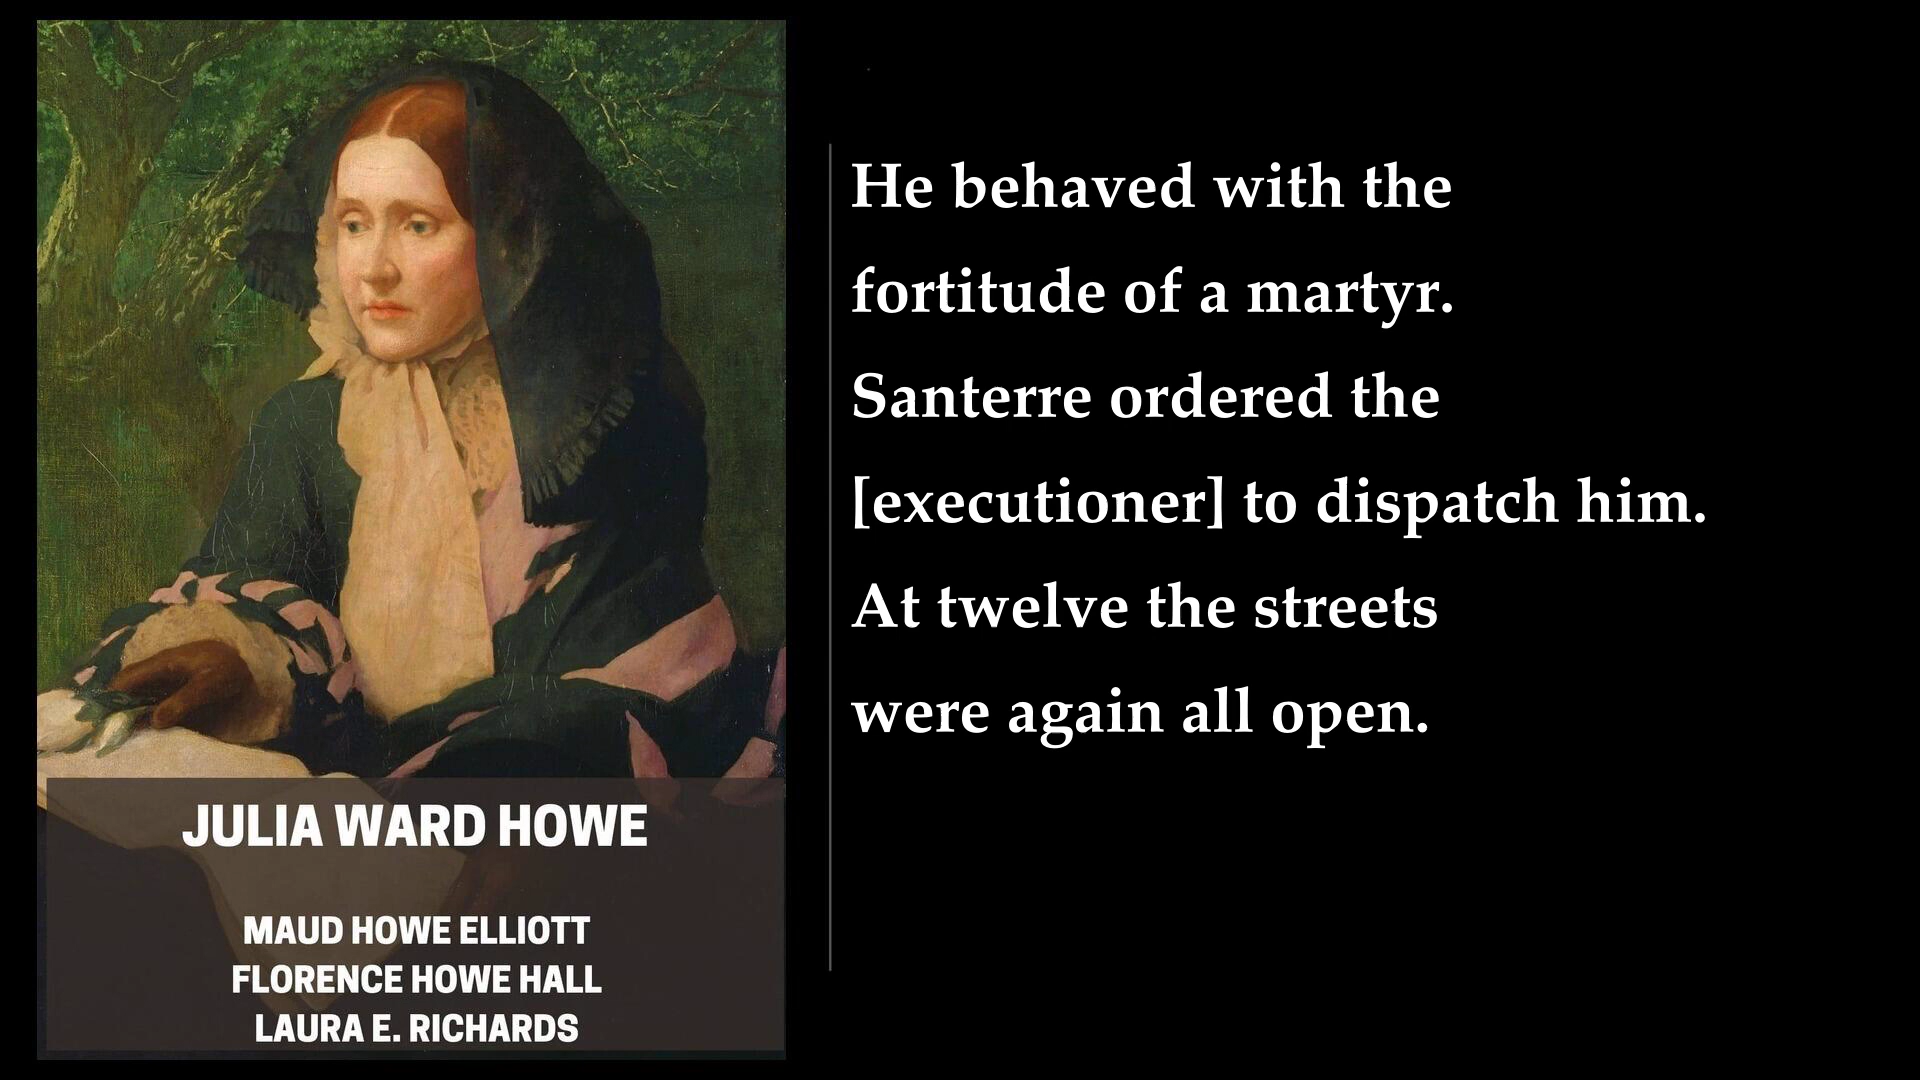 He behaved with the
fortitude of a martyr.
Santerre ordered the
[executioner] to dispatch him.
At twelve the streets
were again all open.
JULIA WARD HOWE
MAUD HOWE ELLIOTT
FLORENCE HOWE HALL
LAURA E. RICHARDS